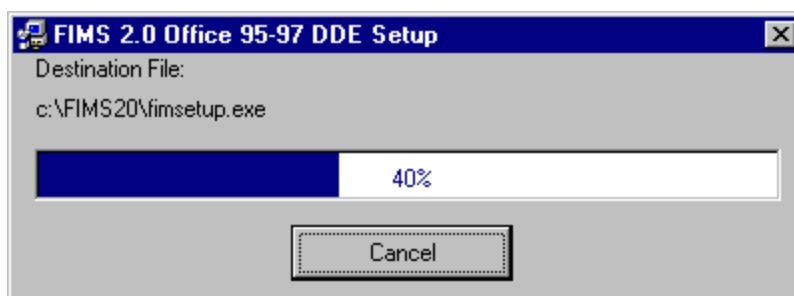 FIMS 2.0 Office 95-97 DDE Setup
Destination File:
c:\FIMS20\fimsetup.exe
40%
Cancel